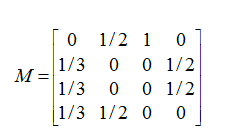 0 1/2 1 0
M = 1/3 0 0 1/2
1/3 0 0 1/2
1/3 1/2 0 0